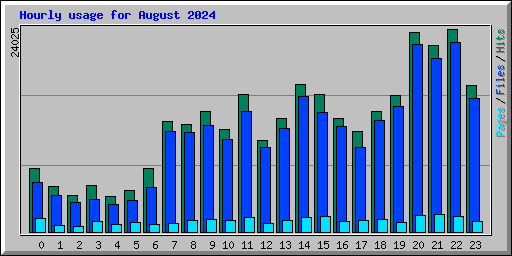 Hourly usage for August 2024
24025
Pages / Files / Hits
0 1 2 3 4 5 6 7 8 9 10 11 12 13 14 15 16 17 18 19 20 21 22 23